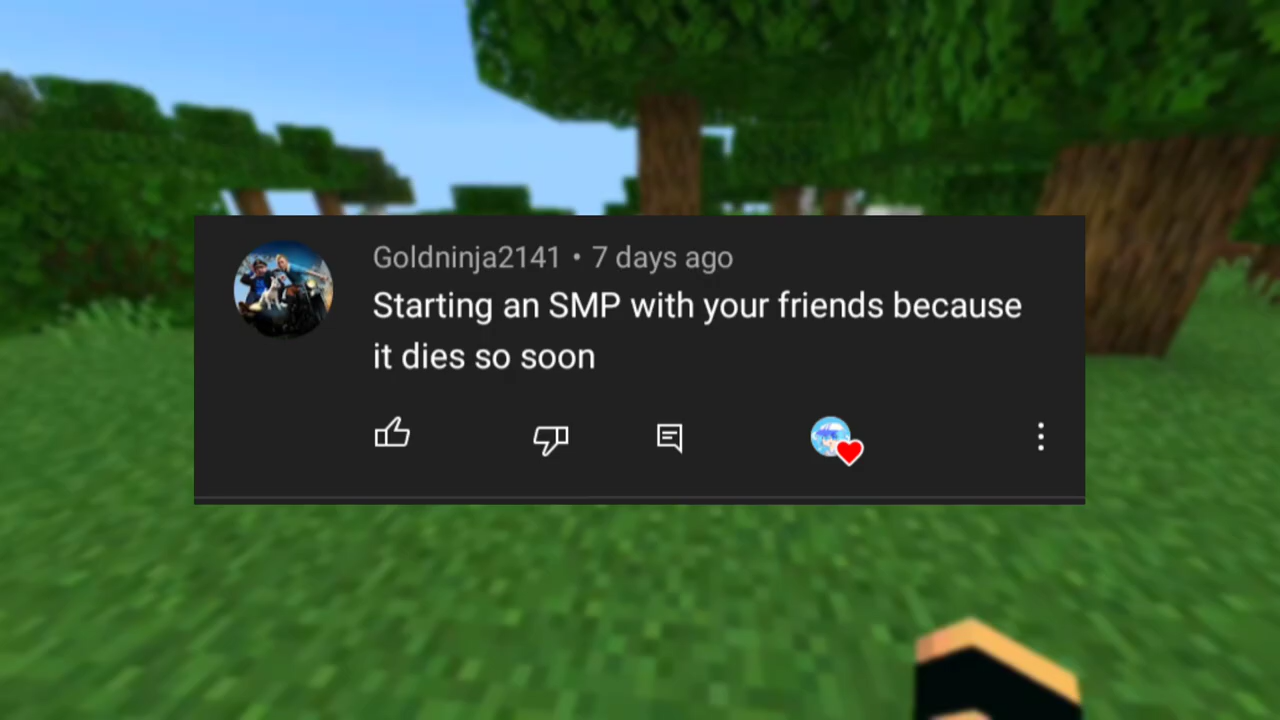 Goldninja2141 • 7 days ago
Starting an SMP with your friends because
it dies so soon